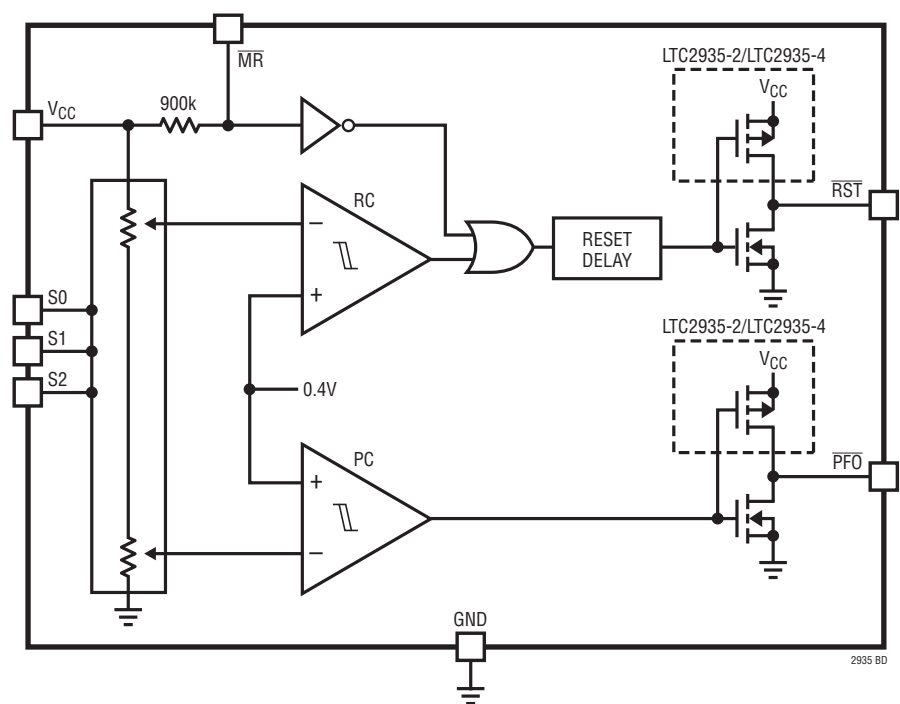 MR
LTC2935-2/LTC2935-4
VCC
VCC
900k
RC
RST
RESET
DELAY
S0
S1
S2
LTC2935-2/LTC2935-4
VCC
0.4V
PC
PFO
GND
2935 BD